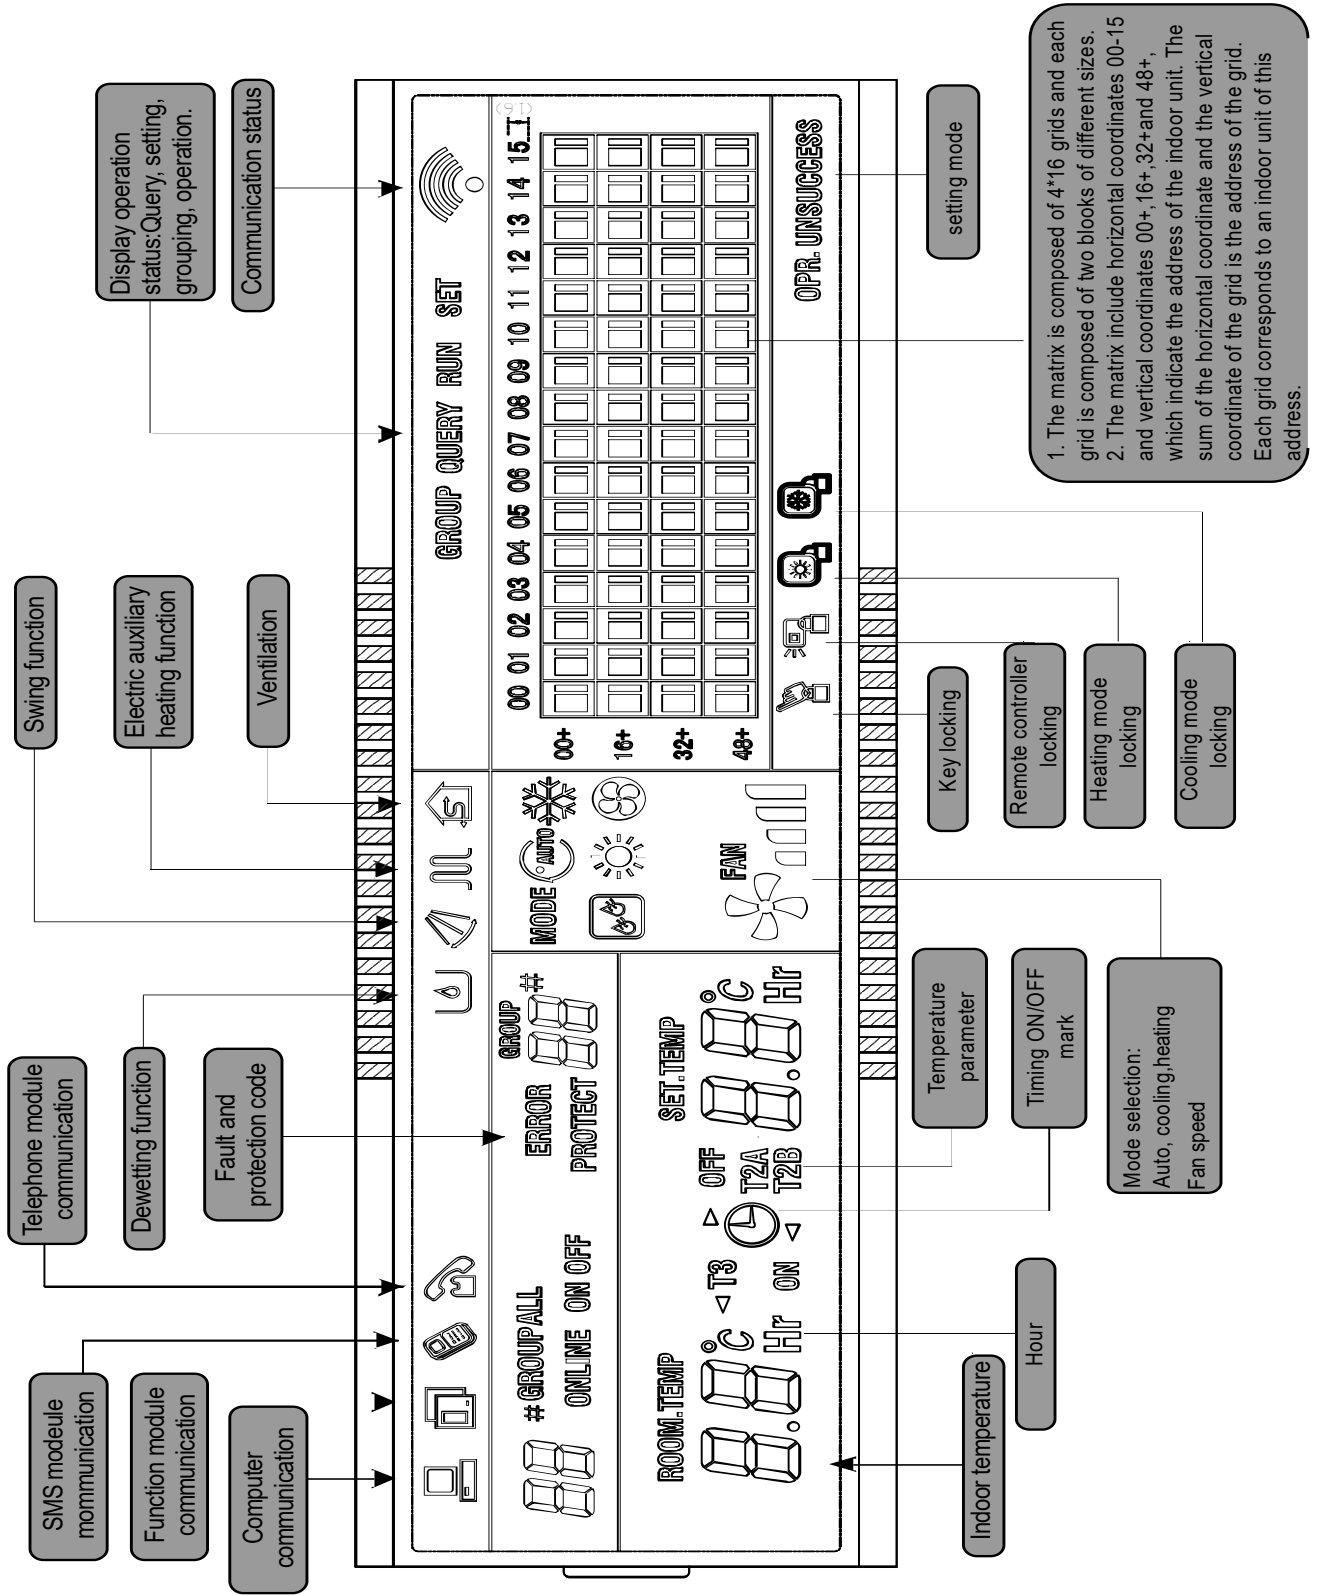 SMS modeule
mommunication
Function module
communication
Computer
communication
Telephone module
communication
Dewetting function
Fault and
protection code
Swing function
Electric auxiliary
heating function
Ventilation
Display operation
status:Query, setting,
grouping, operation.
Communication status
GROUP QUERY RUN SET
# GROUP ALL
ONLINE ON OFF
ERROR
PROTECT
GROUP
#
MODE
AUTO
FAN
00 01 02 03 04 05 06 07 08 09 10 11 12 13 14 15
(1.6)
00+
16+
32+
48+
OPR. UNSUCCESS
ROOM.TEMP
°C
Hr
T3
ON
OFF
T2A
T2B
SET.TEMP
°C
Hr
Indoor temperature
Hour
Temperature
parameter
Timing ON/OFF
mark
Mode selection:
Auto, cooling,heating
Fan speed
Key locking
Remote controller
locking
Heating mode
locking
Cooling mode
locking
setting mode
1. The matrix is composed of 4*16 grids and each
grid is composed of two blooks of different sizes.
2. The matrix include horizontal coordinates 00-15
and vertical coordinates 00+,16+,32+and 48+,
which indicate the address of the indoor unit. The
sum of the horizontal coordinate and the vertical
coordinate of the grid is the address of the grid.
Each grid corresponds to an indoor unit of this
address.